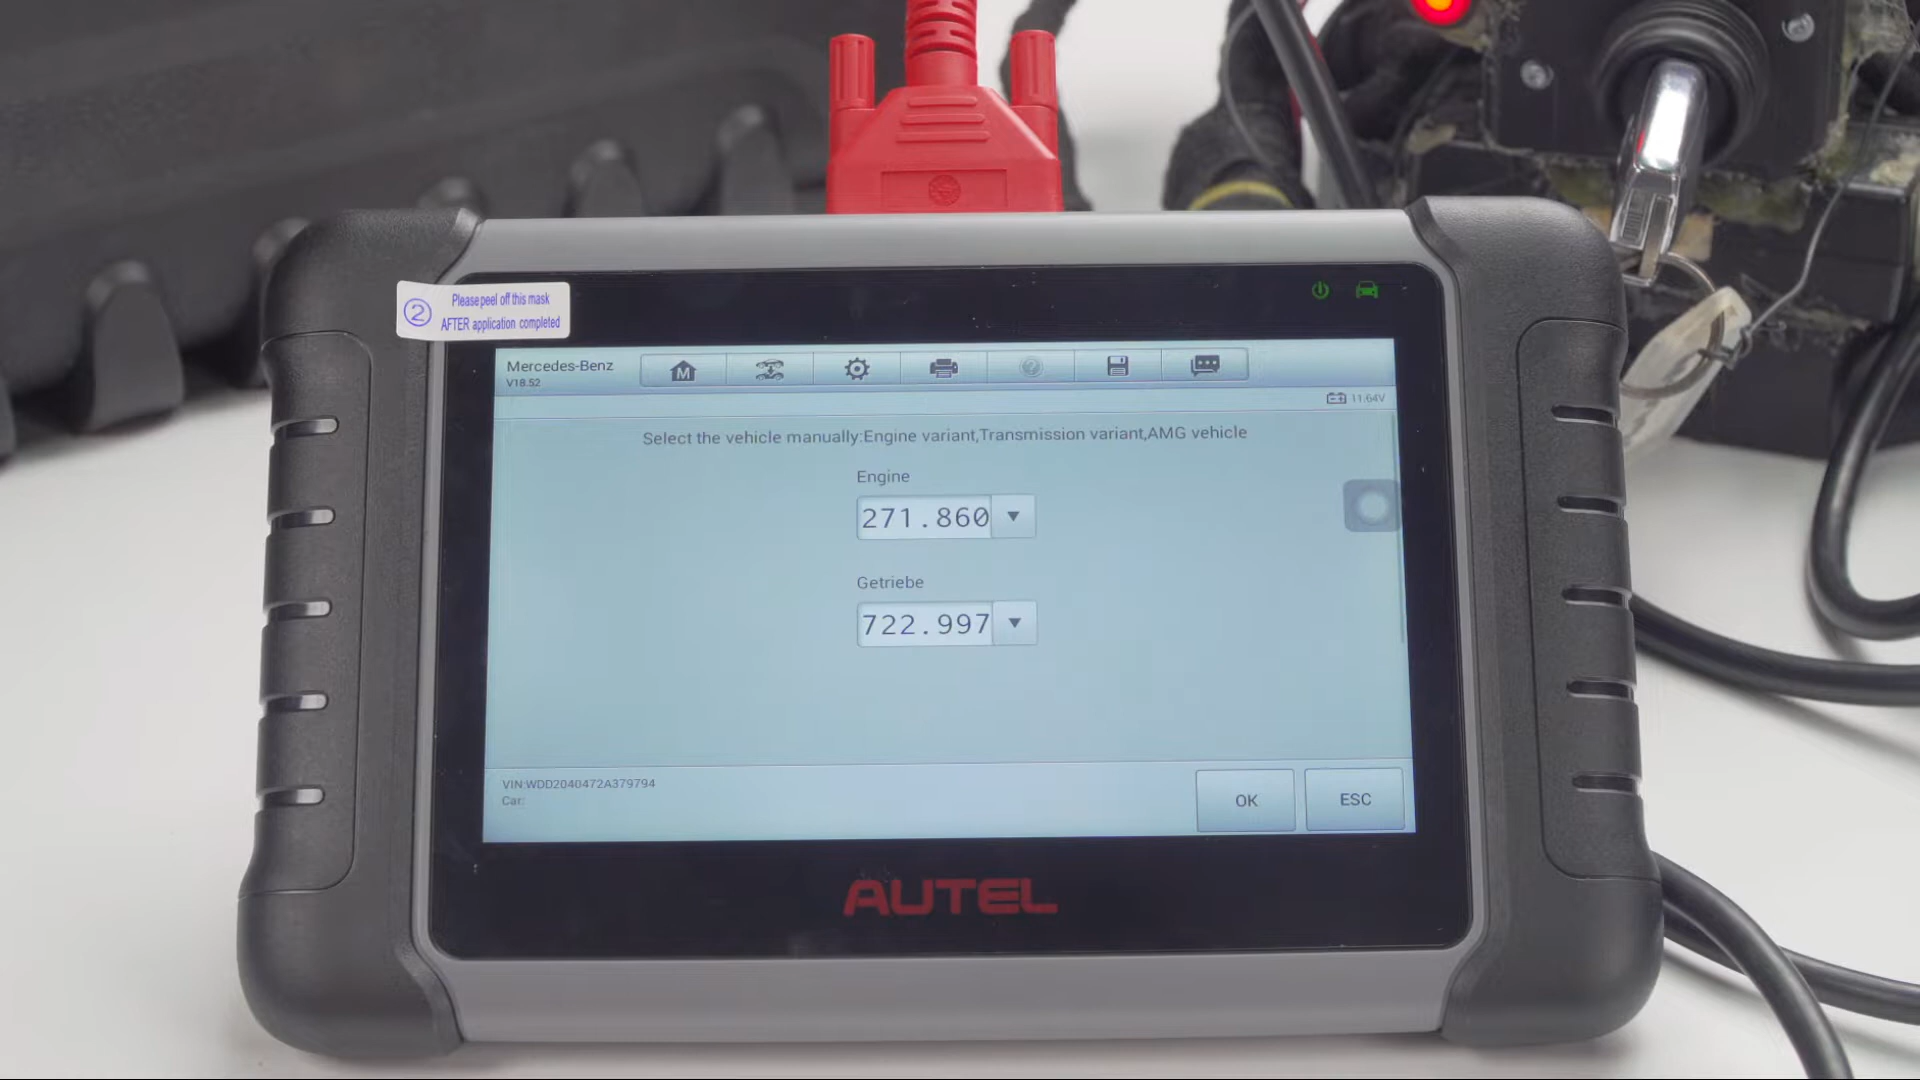 ② Please peel off this mask
AFTER application completed
Mercedes-Benz
V18.52
M
11.64V
Select the vehicle manually:Engine variant,Transmission variant,AMG vehicle
Engine
271.860
Getriebe
722.997
VIN:WDD2040472A379794
Car:
OK
ESC
AUTEL